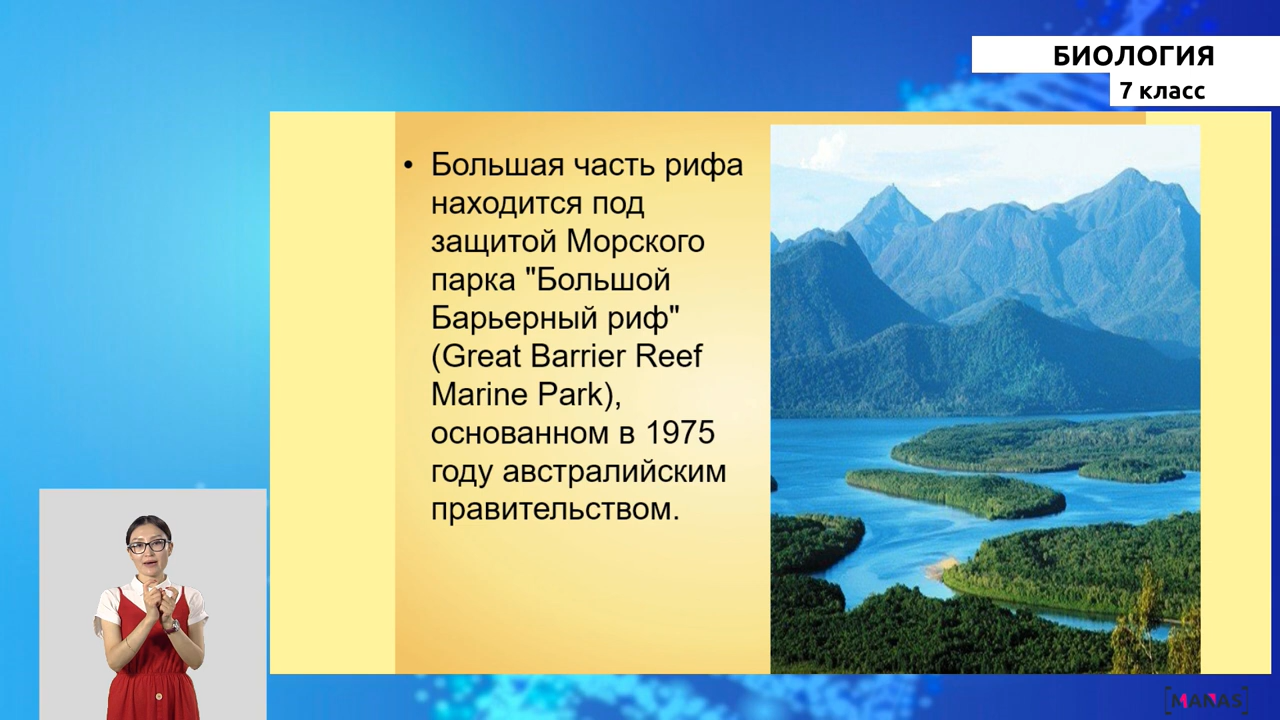 БИОЛОГИЯ
7 класс
• Большая часть рифа
находится под
защитой Морского
парка "Большой
Барьерный риф"
(Great Barrier Reef
Marine Park),
основанном в 1975
году австралийским
правительством.
[MANAS]